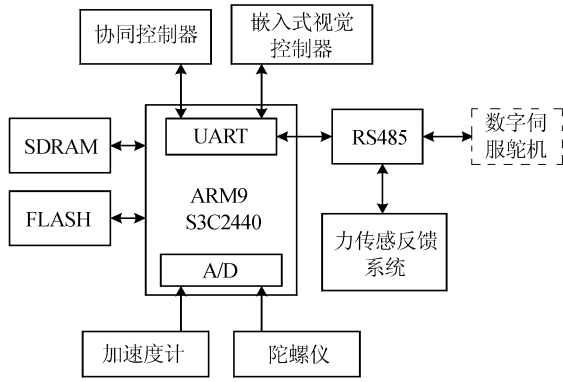 协同控制器
嵌入式视觉
控制器
UART
RS485
数字伺
服鸵机
SDRAM
FLASH
ARM9
S3C2440
力传感反馈
系统
A/D
加速度计
陀螺仪